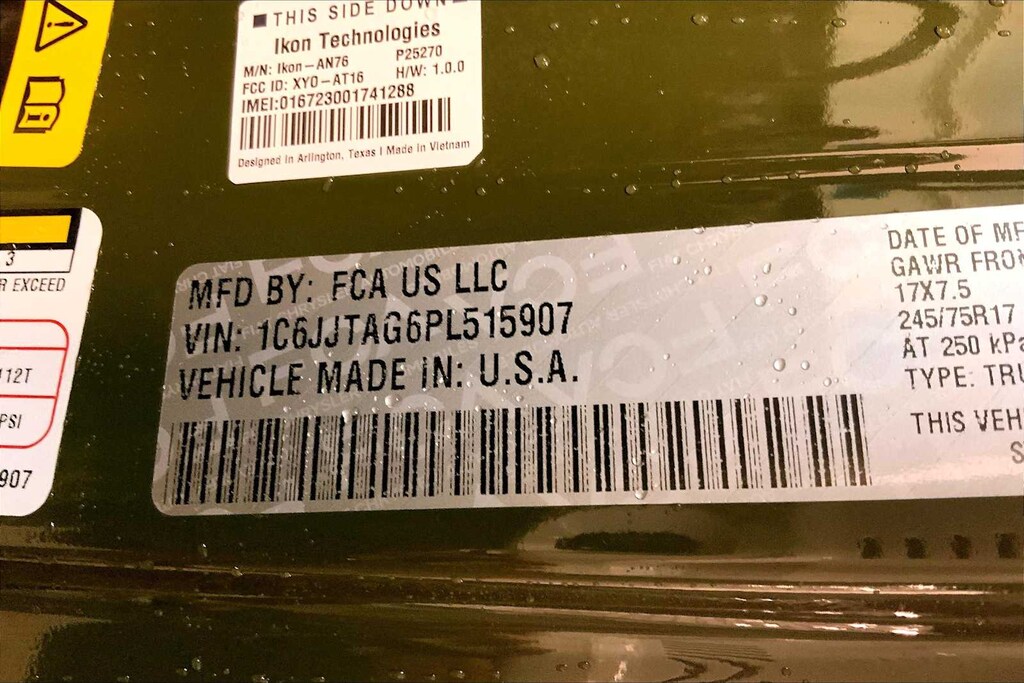 THIS SIDE DOWN
Ikon Technologies
M/N: Ikon-AN76 P25270
FCC ID: XYO-AT16 H/W: 1.0.0
IMEI:016723001741288
Designed in Arlington, Texas | Made in Vietnam
3
R EXCEED
112T
PSI
907
MFD BY: FCA US LLC
VIN: 1C6JJTAG6PL515907
VEHICLE MADE IN: U.S.A.
DATE OF MF
GAWR FRON
17X7.5
245/75R17
AT 250 kPa
TYPE: TRU
THIS VEH
S